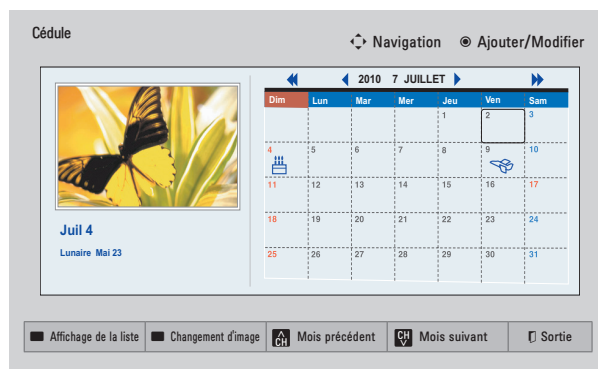 Cédule
Navigation ◉ Ajouter/Modifier
2010 7 JUILLET
Dim Lun Mar Mer Jeu Ven Sam
1 2 3
4 5 6 7 8 9 10
11 12 13 14 15 16 17
18 19 20 21 22 23 24
25 26 27 28 29 30 31
Juil 4
Lunaire Mai 23
Affichage de la liste Changement d'image CH Mois précédent CH Mois suivant Sortie